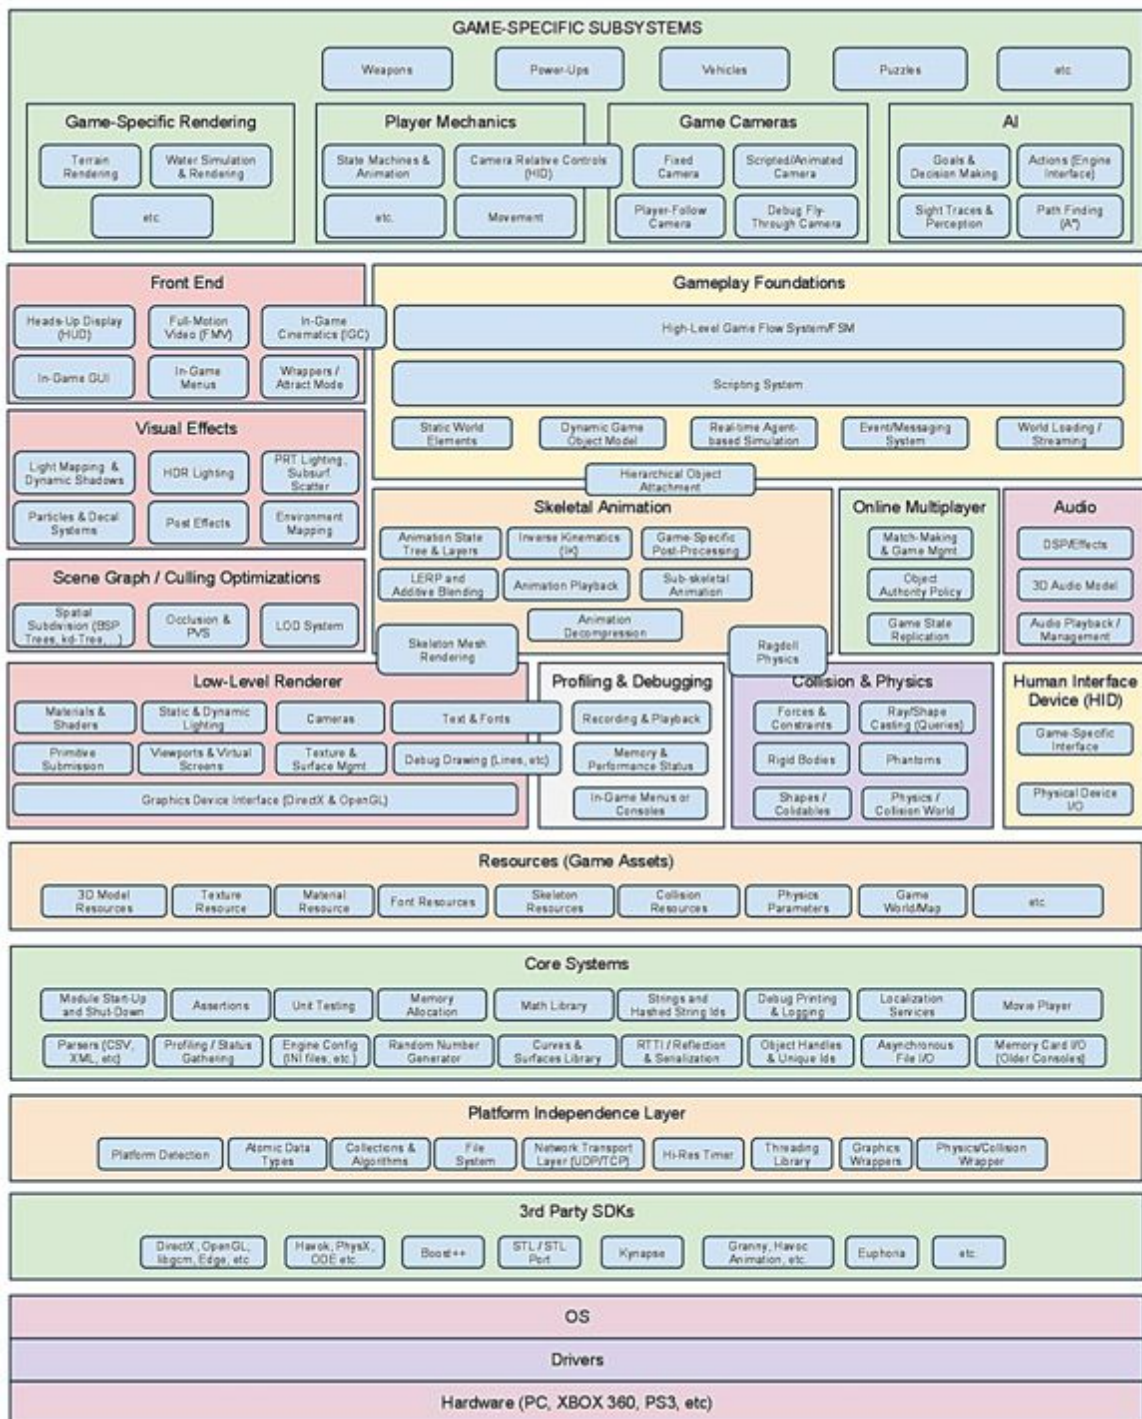 GAME-SPECIFIC SUBSYSTEMS
Weapons
Power-Ups
Vehicles
Puzzles
etc
Game-Specific Rendering
Terrain
Rendering
Water Simulation
& Rendering
etc.
Player Mechanics
State Machines &
Animation
Camera Relative Controls
(HID)
etc.
Movement
Game Cameras
Fixed
Camera
Scripted/Animated
Camera
Player-Follow
Camera
Debug Fly-
Through Camera
AI
Goals &
Decision Making
Actions (Engine
Interface)
Sight Traces &
Perception
Path Finding
(A*)
Front End
Heads-Up Display
(HUD)
Full-Motion
Video (FMV)
In-Game
Cinematics (IGC)
In-Game GUI
In-Game
Menus
Wrappers /
Attract Mode
Gameplay Foundations
High-Level Game Flow System/FSM
Scripting System
Static World
Elements
Dynamic Game
Object Model
Real-time Agent-
based Simulation
Event/Messaging
System
World Loading /
Streaming
Hierarchical Object
Attachment
Visual Effects
Light Mapping &
Dynamic Shadows
HDR Lighting
PRT Lighting,
Subsurf.
Scatter
Particles & Decal
Systems
Post Effects
Environment
Mapping
Skeletal Animation
Animation State
Tree & Layers
Inverse Kinematics
(IK)
Game-Specific
Post-Processing
LERP and
Additive Blending
Animation Playback
Sub-skeletal
Animation
Animation
Decompression
Online Multiplayer
Match-Making
& Game Mgmt.
Object
Authority Policy
Game State
Replication
Audio
DSP/Effects
3D Audio Model
Audio Playback /
Management
Scene Graph / Culling Optimizations
Spatial
Subdivision (BSP
Trees, kd-Tree,...)
Occlusion &
PVS
LOD System
Skeleton Mesh
Rendering
Ragdoll
Physics
Low-Level Renderer
Materials &
Shaders
Static & Dynamic
Lighting
Cameras
Text & Fonts
Primitive
Submission
Viewports & Virtual
Screens
Texture &
Surface Mgmt
Debug Drawing (Lines, etc)
Graphics Device Interface (DirectX & OpenGL)
Profiling & Debugging
Recording & Playback
Memory &
Performance Status
In-Game Menus or
Consoles
Collision & Physics
Forces &
Constraints
Ray/Shape
Casting (Queries)
Rigid Bodies
Phantoms
Shapes /
Colidables
Physics /
Collision World
Human Interface
Device (HID)
Game-Specific
Interface
Physical Device
I/O
Resources (Game Assets)
3D Model
Resources
Texture
Resource
Material
Resource
Font Resources
Skeleton
Resources
Collision
Resources
Physics
Parameters
Game
World/Map
etc
Core Systems
Module Start-Up
and Shut-Down
Assertions
Unit Testing
Memory
Allocation
Math Library
Strings and
Hashed String Ids
Debug Printing
& Logging
Localization
Services
Movie Player
Parsers (CSV,
XML, etc)
Profiling / Status
Gathering
Engine Config
(INI files, etc.)
Random Number
Generator
Curves &
Surfaces Library
RTTI / Reflection
& Serialization
Object Handles
& Unique Ids
Asynchronous
File I/O
Memory Card I/O
(Older Consoles)
Platform Independence Layer
Platform Detection
Atomic Data
Types
Collections &
Algorithms
File
System
Network Transport
Layer (UDP/TCP)
Hi-Res Timer
Threading
Library
Graphics
Wrappers
Physics/Collision
Wrapper
3rd Party SDKs
DirectX, OpenGL,
libgcm, Edge, etc
Havok, PhysX,
ODE etc.
Boost++
STL / STL
Port
Kynapse
Granny, Havoc
Animation, etc.
Euphoria
etc.
OS
Drivers
Hardware (PC, XBOX 360, PS3, etc)